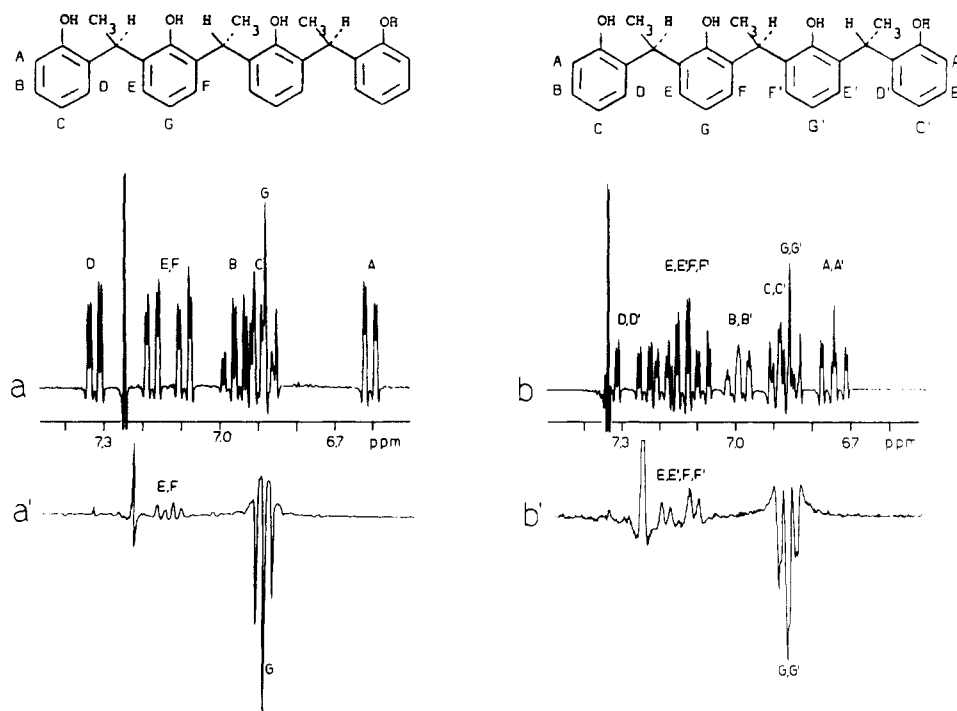 OH CH3 H OH H CH3 OH CH3 H OH
A
B D E F
C G
OH CH3 H OH H CH3 OH H CH3 OH
A A'
B D E F F' E' D' B'
C G G' C'
G
D E,F B C A
a
7.3 7.0 6.7 ppm
E,F
a'
G
G,G'
E,E',F,F' C,C' A,A'
D,D' B,B'
b
7.3 7.0 6.7 ppm
E,E',F,F'
b'
G,G'